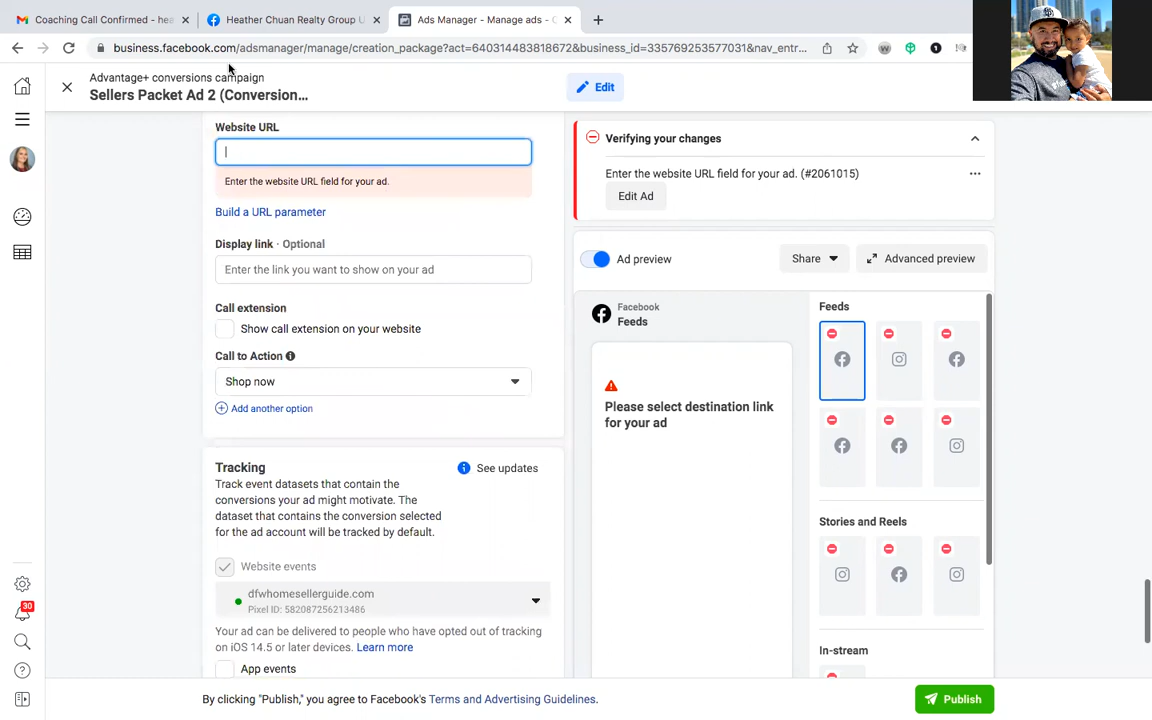 Coaching Call Confirmed - hea
Heather Chuan Realty Group U
Ads Manager - Manage ads - C
business.facebook.com/adsmanager/manage/creation_package?act=640314483818672&business_id=335769253577031&nav_entr...
Advantage+ conversions campaign
Sellers Packet Ad 2 (Conversion...
Edit
Website URL
Enter the website URL field for your ad.
Build a URL parameter
Display link · Optional
Enter the link you want to show on your ad
Call extension
Show call extension on your website
Call to Action
Shop now
Add another option
Tracking
See updates
Track event datasets that contain the
conversions your ad might motivate. The
dataset that contains the conversion selected
for the ad account will be tracked by default.
Website events
dfwhomesellerguide.com
Pixel ID: 582087256213486
Your ad can be delivered to people who have opted out of tracking
on iOS 14.5 or later devices. Learn more
App events
Verifying your changes
Enter the website URL field for your ad. (#2061015)
Edit Ad
Ad preview
Share
Advanced preview
Facebook
Feeds
Please select destination link
for your ad
Feeds
Stories and Reels
In-stream
30
By clicking "Publish," you agree to Facebook's Terms and Advertising Guidelines.
Publish